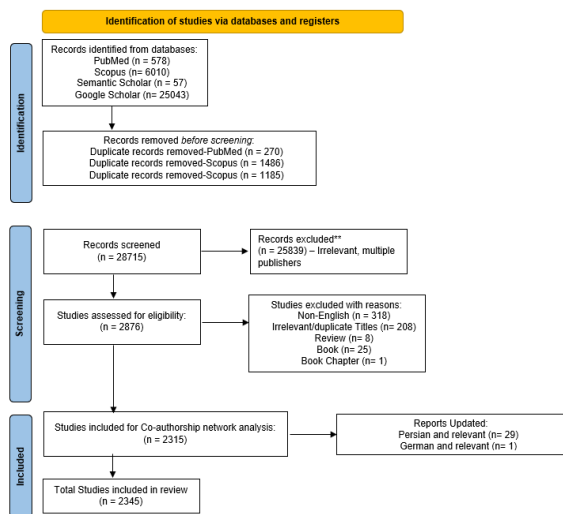 Identification of studies via databases and registers
Identification
Records identified from databases:
PubMed (n = 578)
Scopus (n= 6010)
Semantic Scholar (n = 57)
Google Scholar (n= 25043)
Records removed before screening:
Duplicate records removed-PubMed (n = 270)
Duplicate records removed-Scopus (n = 1486)
Duplicate records removed-Scopus (n = 1185)
Screening
Records screened
(n = 28715)
Records excluded**
(n = 25839) – Irrelevant, multiple
publishers
Studies assessed for eligibility:
(n = 2876)
Studies excluded with reasons:
Non-English (n = 318)
Irrelevant/duplicate Titles (n = 208)
Review (n= 8)
Book (n= 25)
Book Chapter (n= 1)
Included
Studies included for Co-authorship network analysis:
(n = 2315)
Reports Updated:
Persian and relevant (n= 29)
German and relevant (n= 1)
Total Studies included in review
(n = 2345)